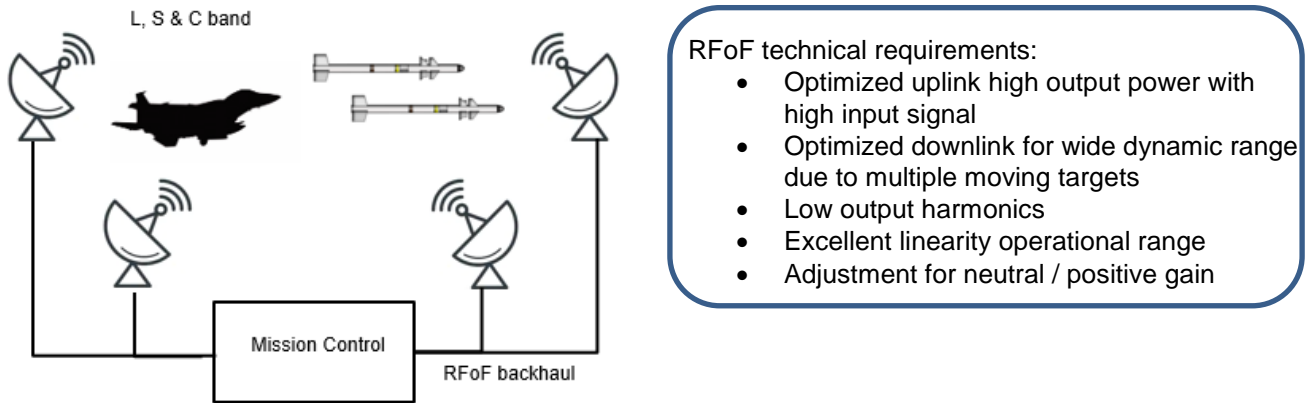 L, S & C band
Mission Control
RFoF backhaul
RFoF technical requirements:
• Optimized uplink high output power with
high input signal
• Optimized downlink for wide dynamic range
due to multiple moving targets
• Low output harmonics
• Excellent linearity operational range
• Adjustment for neutral / positive gain